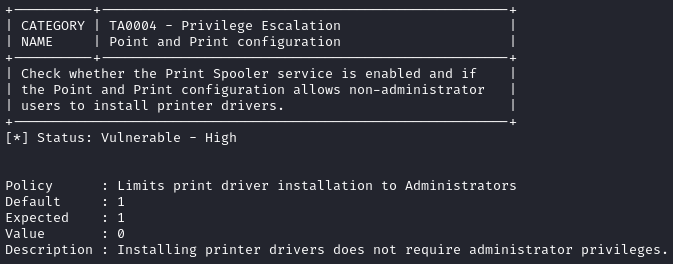 CATEGORY | TA0004 - Privilege Escalation
NAME | Point and Print configuration
Check whether the Print Spooler service is enabled and if
the Point and Print configuration allows non-administrator
users to install printer drivers.
[*] Status: Vulnerable - High
Policy : Limits print driver installation to Administrators
Default : 1
Expected : 1
Value : 0
Description : Installing printer drivers does not require administrator privileges.